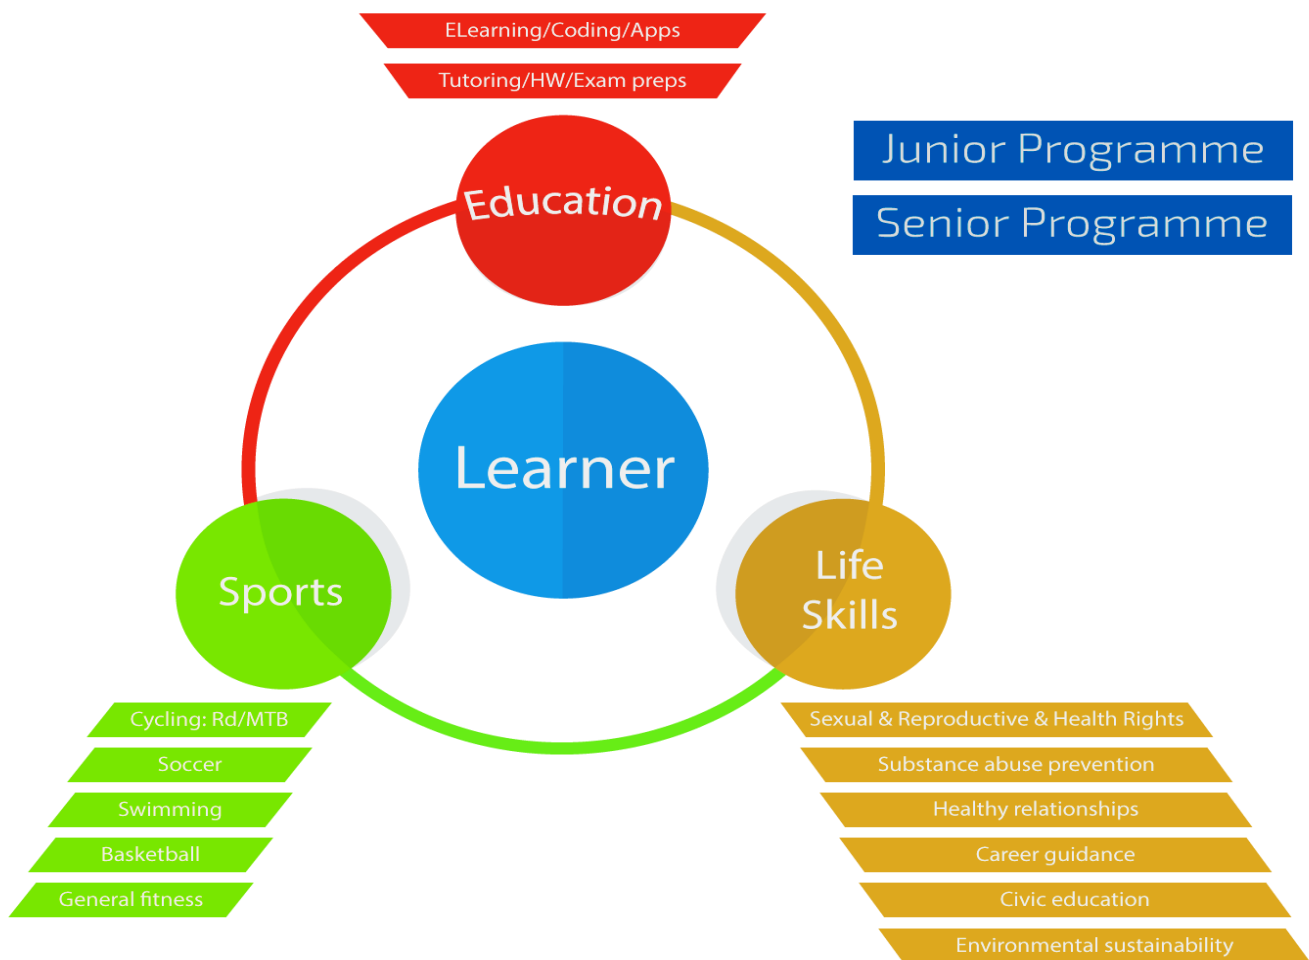 ELearning/Coding/Apps
Tutoring/HW/Exam preps
Education
Junior Programme
Senior Programme
Learner
Sports
Life
Skills
Cycling: Rd/MTB
Soccer
Swimming
Basketball
General fitness
Sexual & Reproductive & Health Rights
Substance abuse prevention
Healthy relationships
Career guidance
Civic education
Environmental sustainability